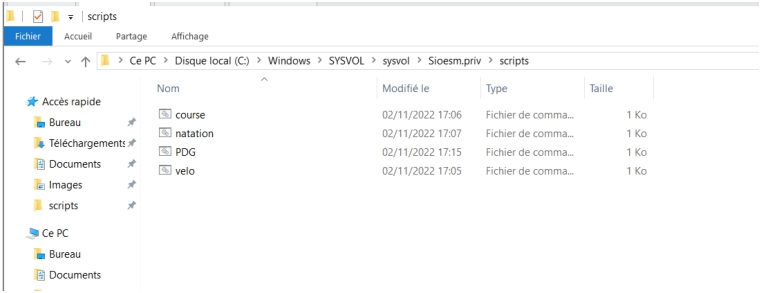 scripts
Fichier Accueil Partage Affichage
Ce PC > Disque local (C:) > Windows > SYSVOL > sysvol > Sioesm.priv > scripts
Nom Modifié le Type Taille
Accès rapide
Bureau
Téléchargements
Documents
Images
scripts
Ce PC
Bureau
Documents
course 02/11/2022 17:06 Fichier de comma... 1 Ko
natation 02/11/2022 17:07 Fichier de comma... 1 Ko
PDG 02/11/2022 17:15 Fichier de comma... 1 Ko
velo 02/11/2022 17:05 Fichier de comma... 1 Ko